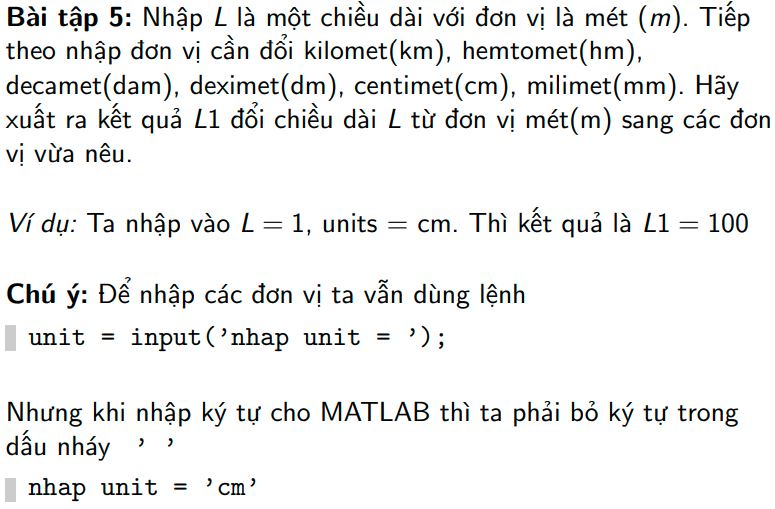 Bài tập 5: Nhập L là một chiều dài với đơn vị là mét (m). Tiếp
theo nhập đơn vị cần đổi kilomet(km), hemtomet(hm),
decamet(dam), deximet(dm), centimet(cm), milimet(mm). Hãy
xuất ra kết quả L1 đổi chiều dài L từ đơn vị mét(m) sang các đơn
vị vừa nêu.
Ví dụ: Ta nhập vào L = 1, units = cm. Thì kết quả là L1 = 100
Chú ý: Để nhập các đơn vị ta vẫn dùng lệnh
unit = input(’nhap unit = ’);
Nhưng khi nhập ký tự cho MATLAB thì ta phải bỏ ký tự trong
dấu nháy ’ ’
nhap unit = ’cm’